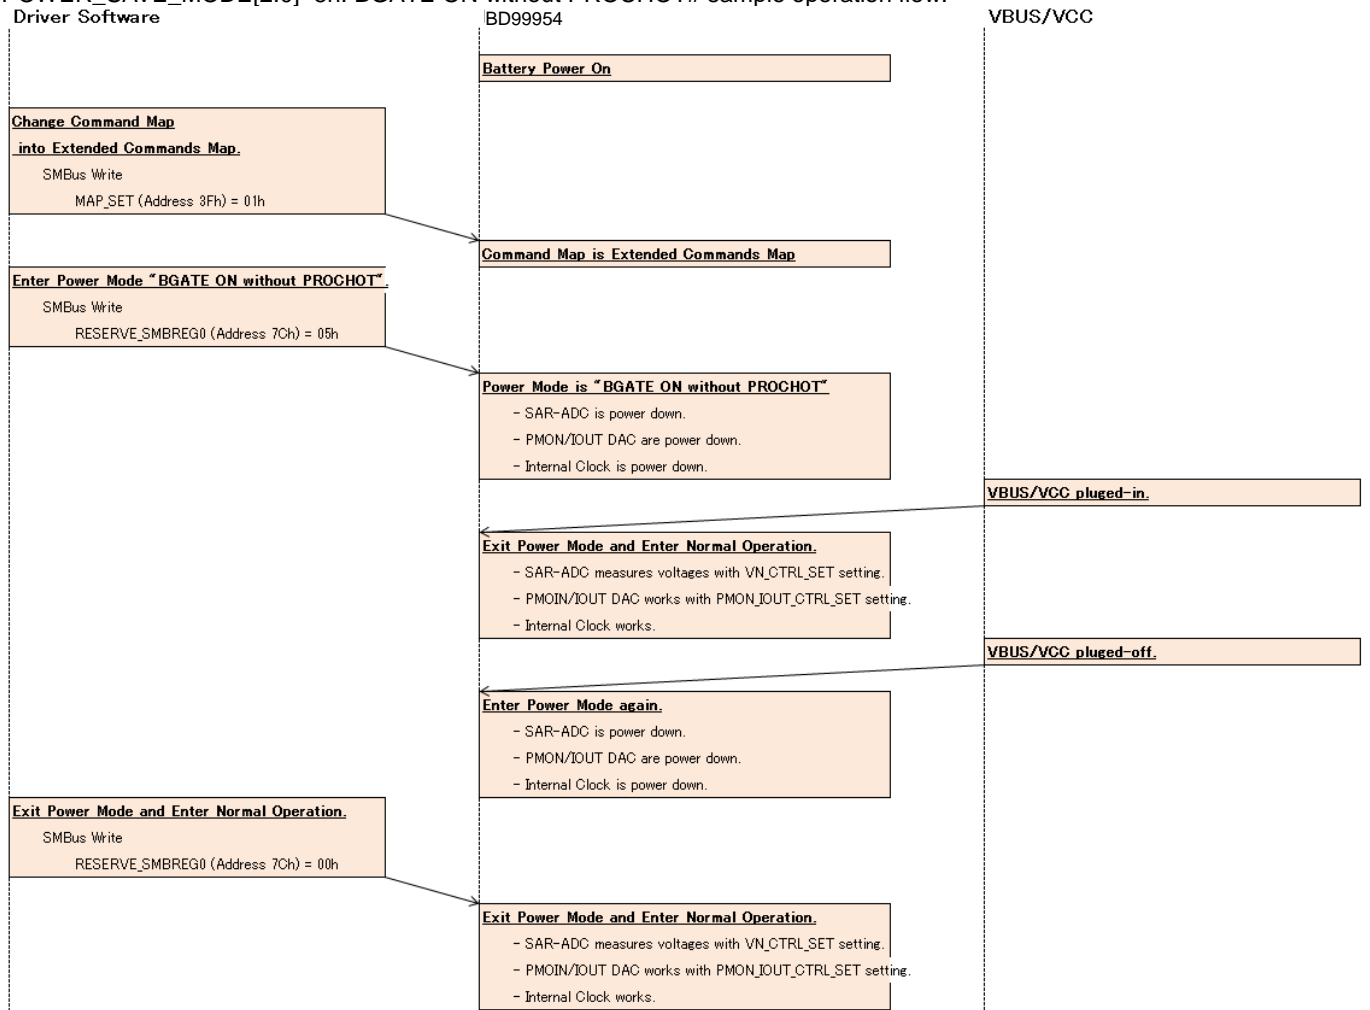 Driver Software
BD99954
VBUS/VCC
Battery Power On
Change Command Map
into Extended Commands Map.
SMBus Write
MAP_SET (Address 3Fh) = 01h
Command Map is Extended Commands Map
Enter Power Mode "BGATE ON without PROCHOT".
SMBus Write
RESERVE_SMBREG0 (Address 7Ch) = 05h
Power Mode is "BGATE ON without PROCHOT"
- SAR-ADC is power down.
- PMON/IOUT DAC are power down.
- Internal Clock is power down.
VBUS/VCC pluged-in.
Exit Power Mode and Enter Normal Operation.
- SAR-ADC measures voltages with VN_CTRL_SET setting.
- PMOIN/IOUT DAC works with PMON_IOUT_CTRL_SET setting.
- Internal Clock works.
VBUS/VCC pluged-off.
Enter Power Mode again.
- SAR-ADC is power down.
- PMON/IOUT DAC are power down.
- Internal Clock is power down.
Exit Power Mode and Enter Normal Operation.
SMBus Write
RESERVE_SMBREG0 (Address 7Ch) = 00h
Exit Power Mode and Enter Normal Operation.
- SAR-ADC measures voltages with VN_CTRL_SET setting.
- PMOIN/IOUT DAC works with PMON_IOUT_CTRL_SET setting.
- Internal Clock works.